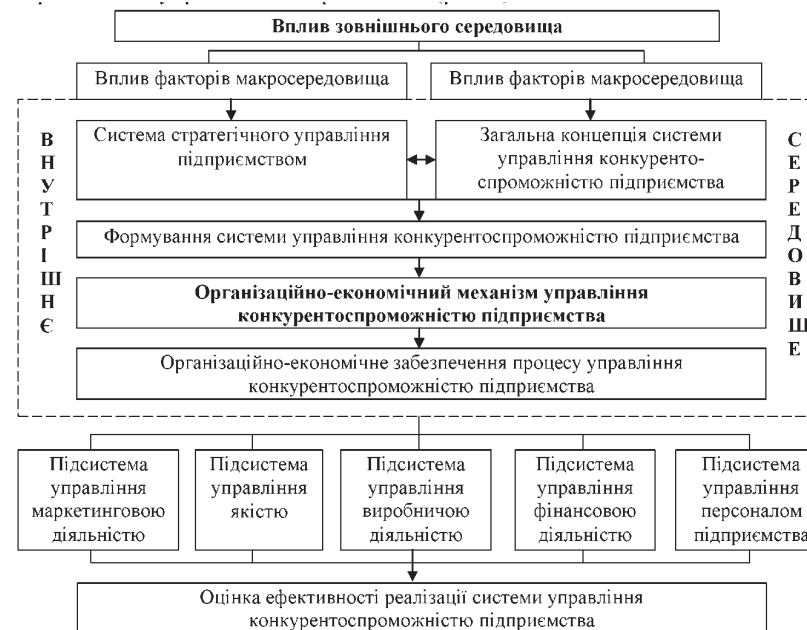 Вплив зовнішнього середовища
Вплив факторів макросередовища
Вплив факторів макросередовища
ВНУТРІШНЄ
СЕРЕДОВИЩЕ
Система стратегічного управління
підприємством
Загальна концепція системи
управління конкуренто-
спроможністю підприємства
Формування системи управління конкурентоспроможністю підприємства
Організаційно-економічний механізм управління
конкурентоспроможністю підприємства
Організаційно-економічне забезпечення процесу управління
конкурентоспроможністю підприємства
Підсистема
управління
маркетинговою
діяльністю
Підсистема
управління
якістю
Підсистема
управління
виробничою
діяльністю
Підсистема
управління
фінансовою
діяльністю
Підсистема
управління
персоналом
підприємства
Оцінка ефективності реалізації системи управління
конкурентоспроможністю підприємства